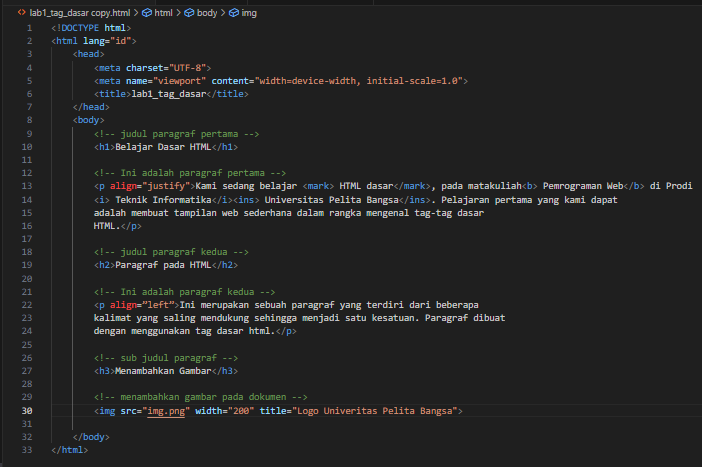 lab1_tag_dasar copy.html > html > body > img
1 <!DOCTYPE html>
2 <html lang="id">
3 <head>
4 <meta charset="UTF-8">
5 <meta name="viewport" content="width=device-width, initial-scale=1.0">
6 <title>lab1_tag_dasar</title>
7 </head>
8 <body>
9 <!-- judul paragraf pertama -->
10 <h1>Belajar Dasar HTML</h1>
11
12 <!-- Ini adalah paragraf pertama -->
13 <p align="justify">Kami sedang belajar <mark> HTML dasar</mark>, pada matakuliah<b> Pemrograman Web</b> di Prodi
14 <i> Teknik Informatika</i><ins> Universitas Pelita Bangsa</ins>. Pelajaran pertama yang kami dapat
15 adalah membuat tampilan web sederhana dalam rangka mengenal tag-tag dasar
16 HTML.</p>
17
18 <!-- judul paragraf kedua -->
19 <h2>Paragraf pada HTML</h2>
20
21 <!-- Ini adalah paragraf kedua -->
22 <p align=”left”>Ini merupakan sebuah paragraf yang terdiri dari beberapa
23 kalimat yang saling mendukung sehingga menjadi satu kesatuan. Paragraf dibuat
24 dengan menggunakan tag dasar html.</p>
25
26 <!-- sub judul paragraf -->
27 <h3>Menambahkan Gambar</h3>
28
29 <!-- menambahkan gambar pada dokumen -->
30 <img src="img.png" width="200" title="Logo Univeritas Pelita Bangsa">
31
32 </body>
33 </html>